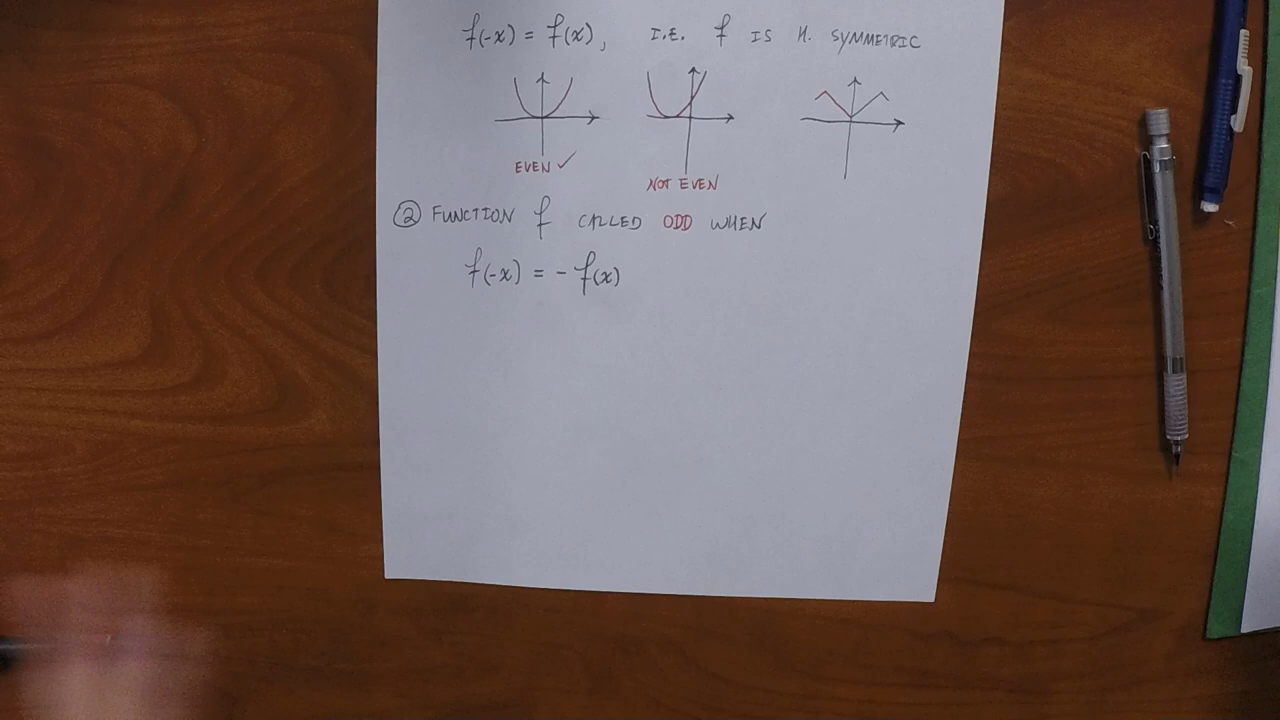 f(-x) = f(x), I.E. f IS H. SYMMETRIC
EVEN ✓
NOT EVEN
② FUNCTION f CALLED ODD WHEN
f(-x) = - f(x)